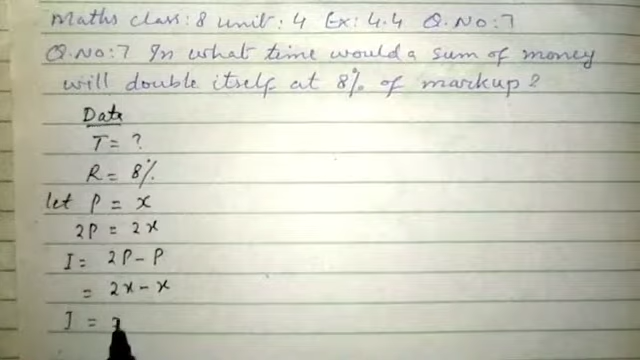 Maths class: 8 unit: 4 Ex: 4.4 Q.No: 7
Q.No: 7 In what time would a sum of money
will double itself at 8% of markup?
Data
T = ?
R = 8%
let P = x
2P = 2x
I = 2P - P
= 2x - x
I =